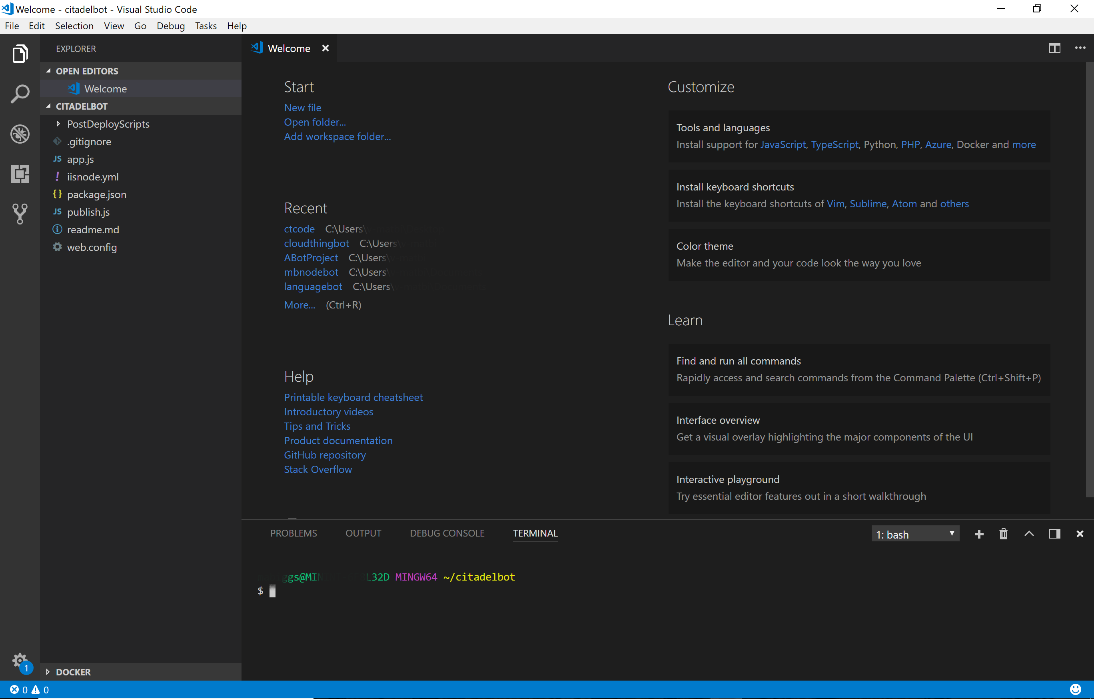 Welcome - citadelbot - Visual Studio Code
File Edit Selection View Go Debug Tasks Help
EXPLORER
OPEN EDITORS
Welcome
CITADELBOT
PostDeployScripts
.gitignore
JS app.js
! iisnode.yml
{} package.json
JS publish.js
readme.md
web.config
DOCKER
Welcome
Start
New file
Open folder...
Add workspace folder...
Recent
ctcode C:\Users
cloudthingbot C:\Users
ABotProject C:\Users
mbnodebot C:\Users
languagebot C:\Users
More... (Ctrl+R)
Help
Printable keyboard cheatsheet
Introductory videos
Tips and Tricks
Product documentation
GitHub repository
Stack Overflow
Customize
Tools and languages
Install support for JavaScript, TypeScript, Python, PHP, Azure, Docker and more
Install keyboard shortcuts
Install the keyboard shortcuts of Vim, Sublime, Atom and others
Color theme
Make the editor and your code look the way you love
Learn
Find and run all commands
Rapidly access and search commands from the Command Palette (Ctrl+Shift+P)
Interface overview
Get a visual overlay highlighting the major components of the UI
Interactive playground
Try essential editor features out in a short walkthrough
PROBLEMS OUTPUT DEBUG CONSOLE TERMINAL 1: bash
gs@MI 32D MINGW64 ~/citadelbot
$
1
0 0